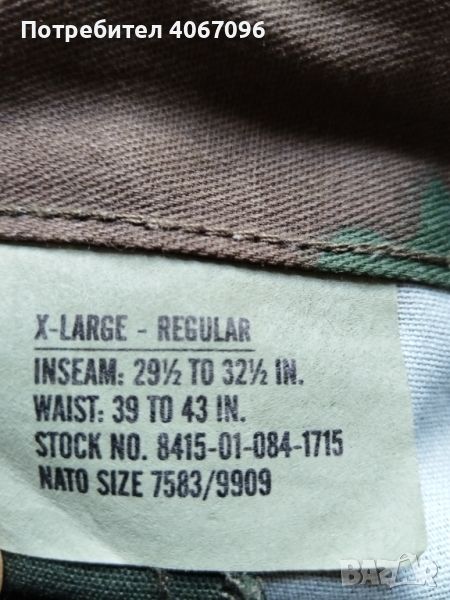 Потребител 4067096
X-LARGE - REGULAR
INSEAM: 29½ TO 32½ IN.
WAIST: 39 TO 43 IN.
STOCK NO. 8415-01-084-1715
NATO SIZE 7583/9909
BAZAR